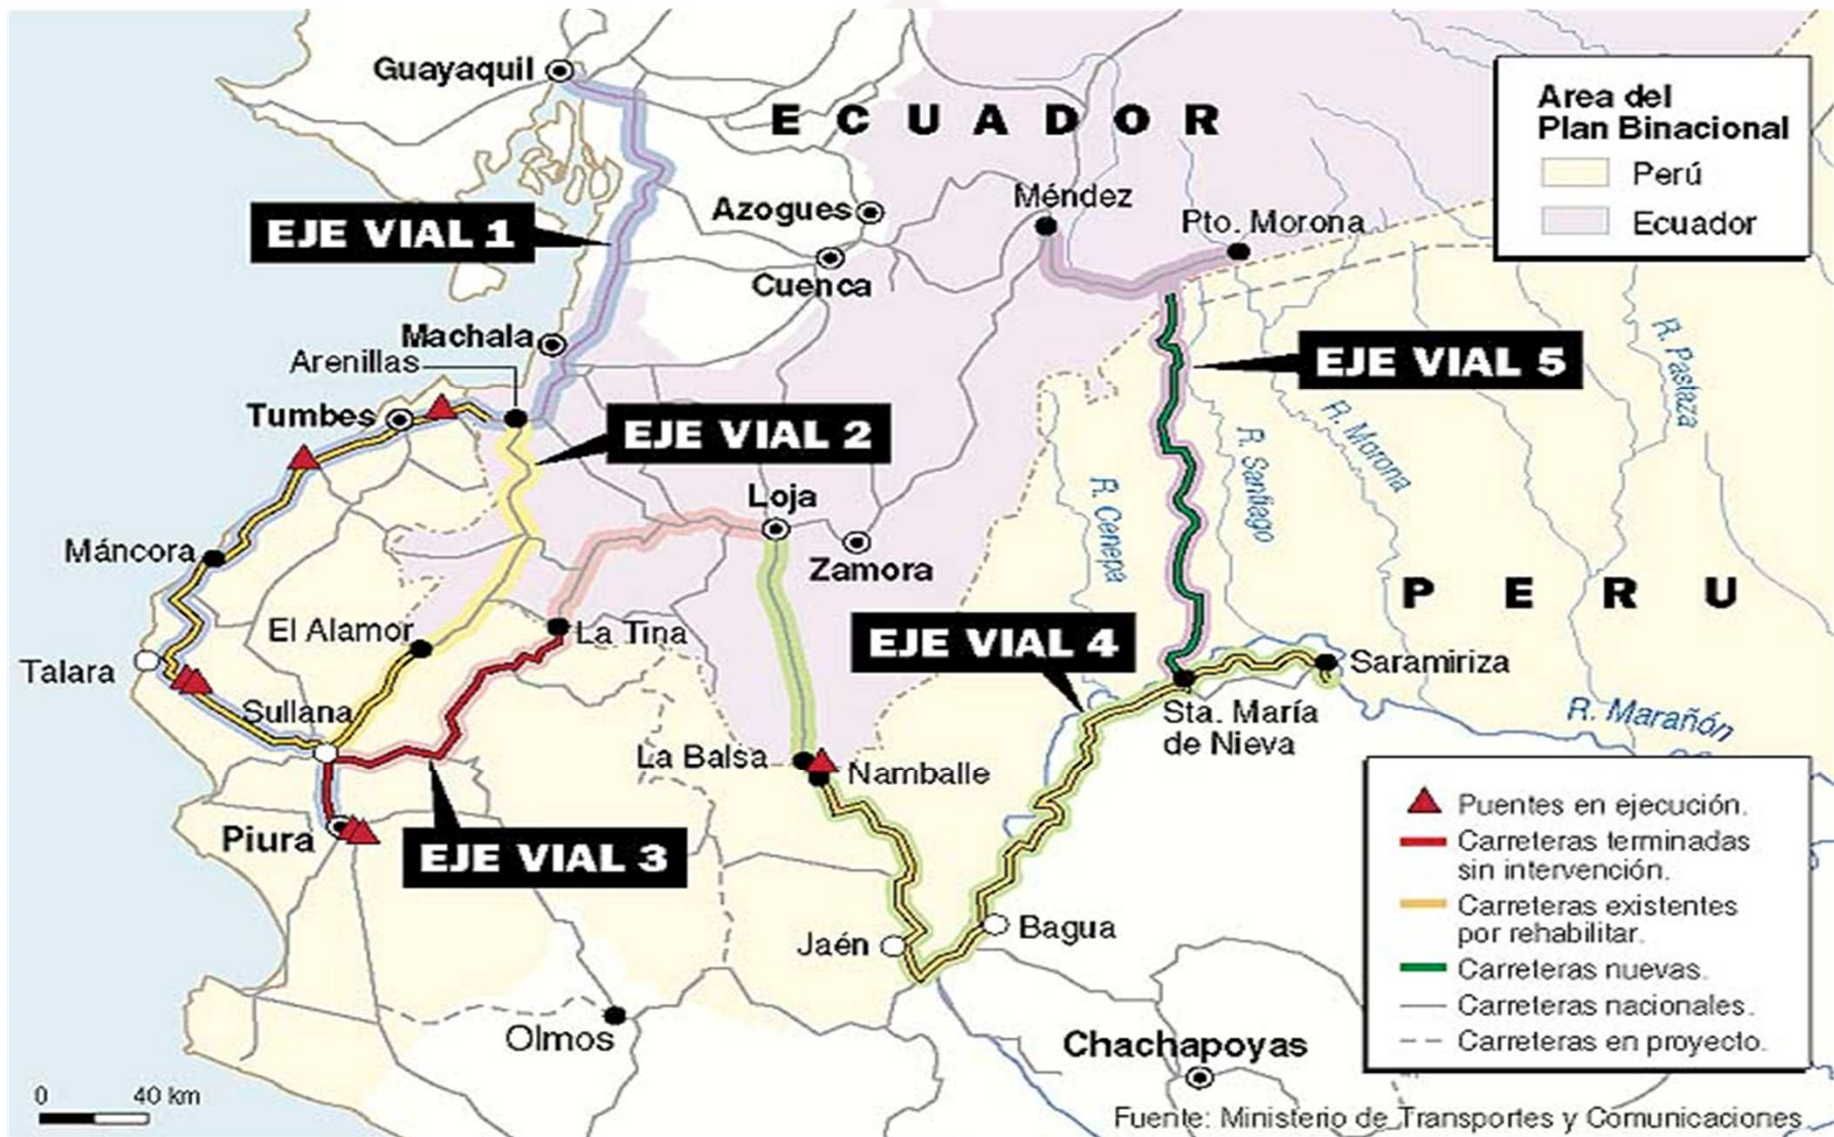 Guayaquil
E C U A D O R
Area del
Plan Binacional
Perú
Ecuador
Méndez
Azogues
Pto. Morona
EJE VIAL 1
Cuenca
Machala
Arenillas
EJE VIAL 5
R. Pastaza
Tumbes
EJE VIAL 2
R. Morona
R. Santiago
R. Cenepa
Loja
Máncora
Zamora
P E R U
El Alamor
La Tina
EJE VIAL 4
Talara
Saramiriza
Sullana
Sta. María
de Nieva
R. Marañón
La Balsa
Namballe
Piura
EJE VIAL 3
Puentes en ejecución.
Carreteras terminadas
sin intervención.
Carreteras existentes
por rehabilitar.
Carreteras nuevas.
Carreteras nacionales.
Carreteras en proyecto.
Jaén
Bagua
Olmos
Chachapoyas
0 40 km
Fuente: Ministerio de Transportes y Comunicaciones